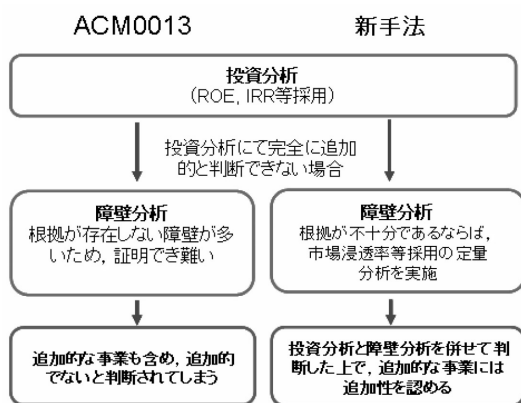 ACM0013
新手法
投資分析
(ROE, IRR等採用)
投資分析にて完全に追加
的と判断できない場合
障壁分析
根拠が存在しない障壁が多
いため, 証明でき難い
障壁分析
根拠が不十分であるならば,
市場浸透率等採用の定量
分析を実施
追加的な事業も含め, 追加的
でないと判断されてしまう
投資分析と障壁分析を併せて判
断した上で, 追加的な事業には
追加性を認める